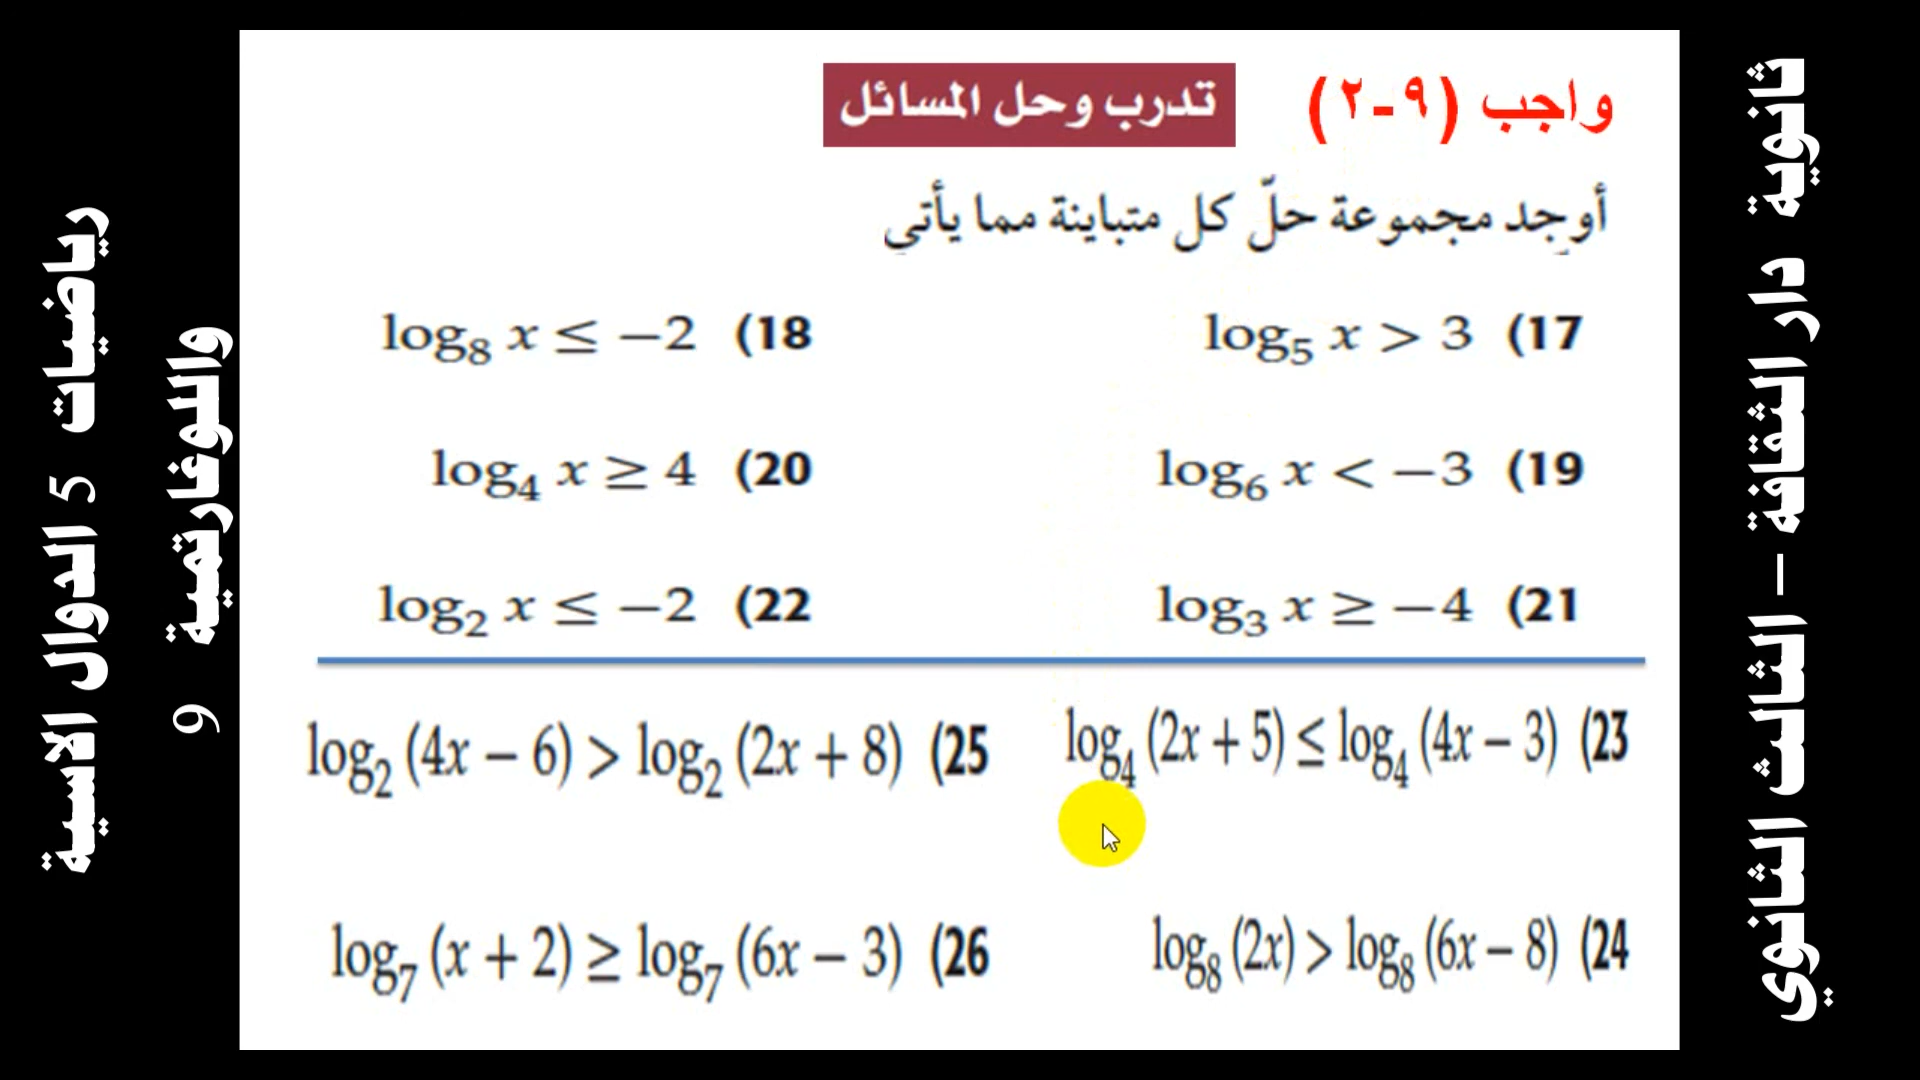 واجب (٩-٢) تدرب وحل المسائل
أوجد مجموعة حلّ كل متباينة مما يأتي
17) log₅ x > 3
18) log₈ x ≤ −2
19) log₆ x < −3
20) log₄ x ≥ 4
21) log₃ x ≥ −4
22) log₂ x ≤ −2
23) log₄ (2x + 5) ≤ log₄ (4x − 3)
25) log₂ (4x − 6) > log₂ (2x + 8)
24) log₈ (2x) > log₈ (6x − 8)
26) log₇ (x + 2) ≥ log₇ (6x − 3)
ثانوية دار الثقافة – الثالث الثانوي
رياضيات 5 الدوال الاسية
واللوغارتمية 9